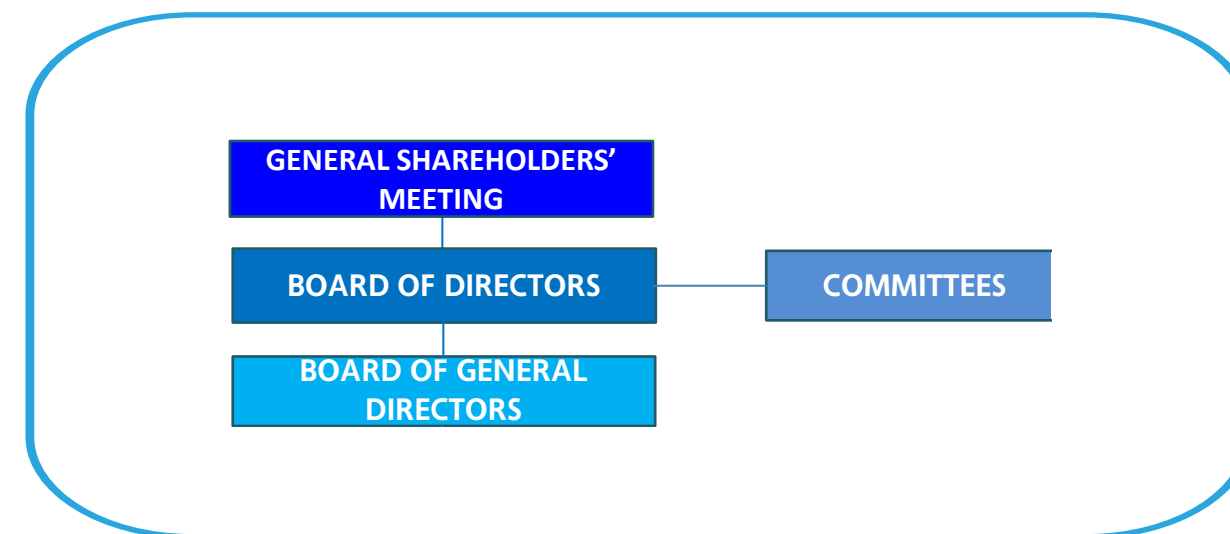 GENERAL SHAREHOLDERS’
MEETING
BOARD OF DIRECTORS
COMMITTEES
BOARD OF GENERAL
DIRECTORS